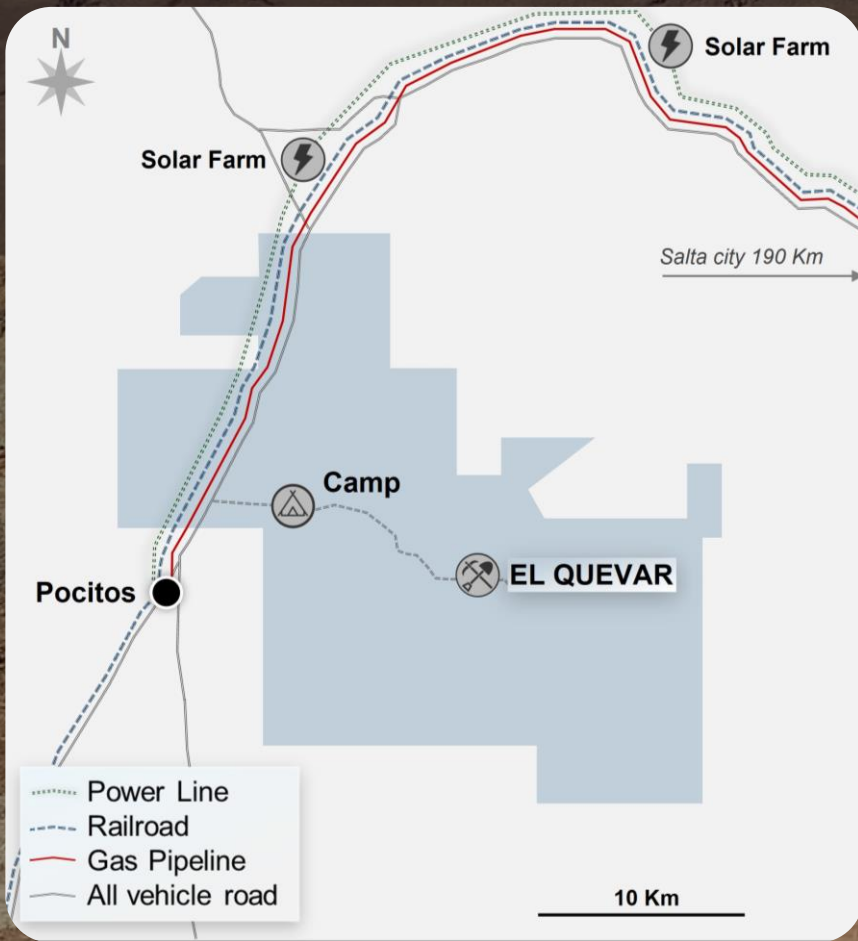 N
Solar Farm
Solar Farm
Salta city 190 Km
Camp
EL QUEVAR
Pocitos
Power Line
Railroad
Gas Pipeline
All vehicle road
10 Km